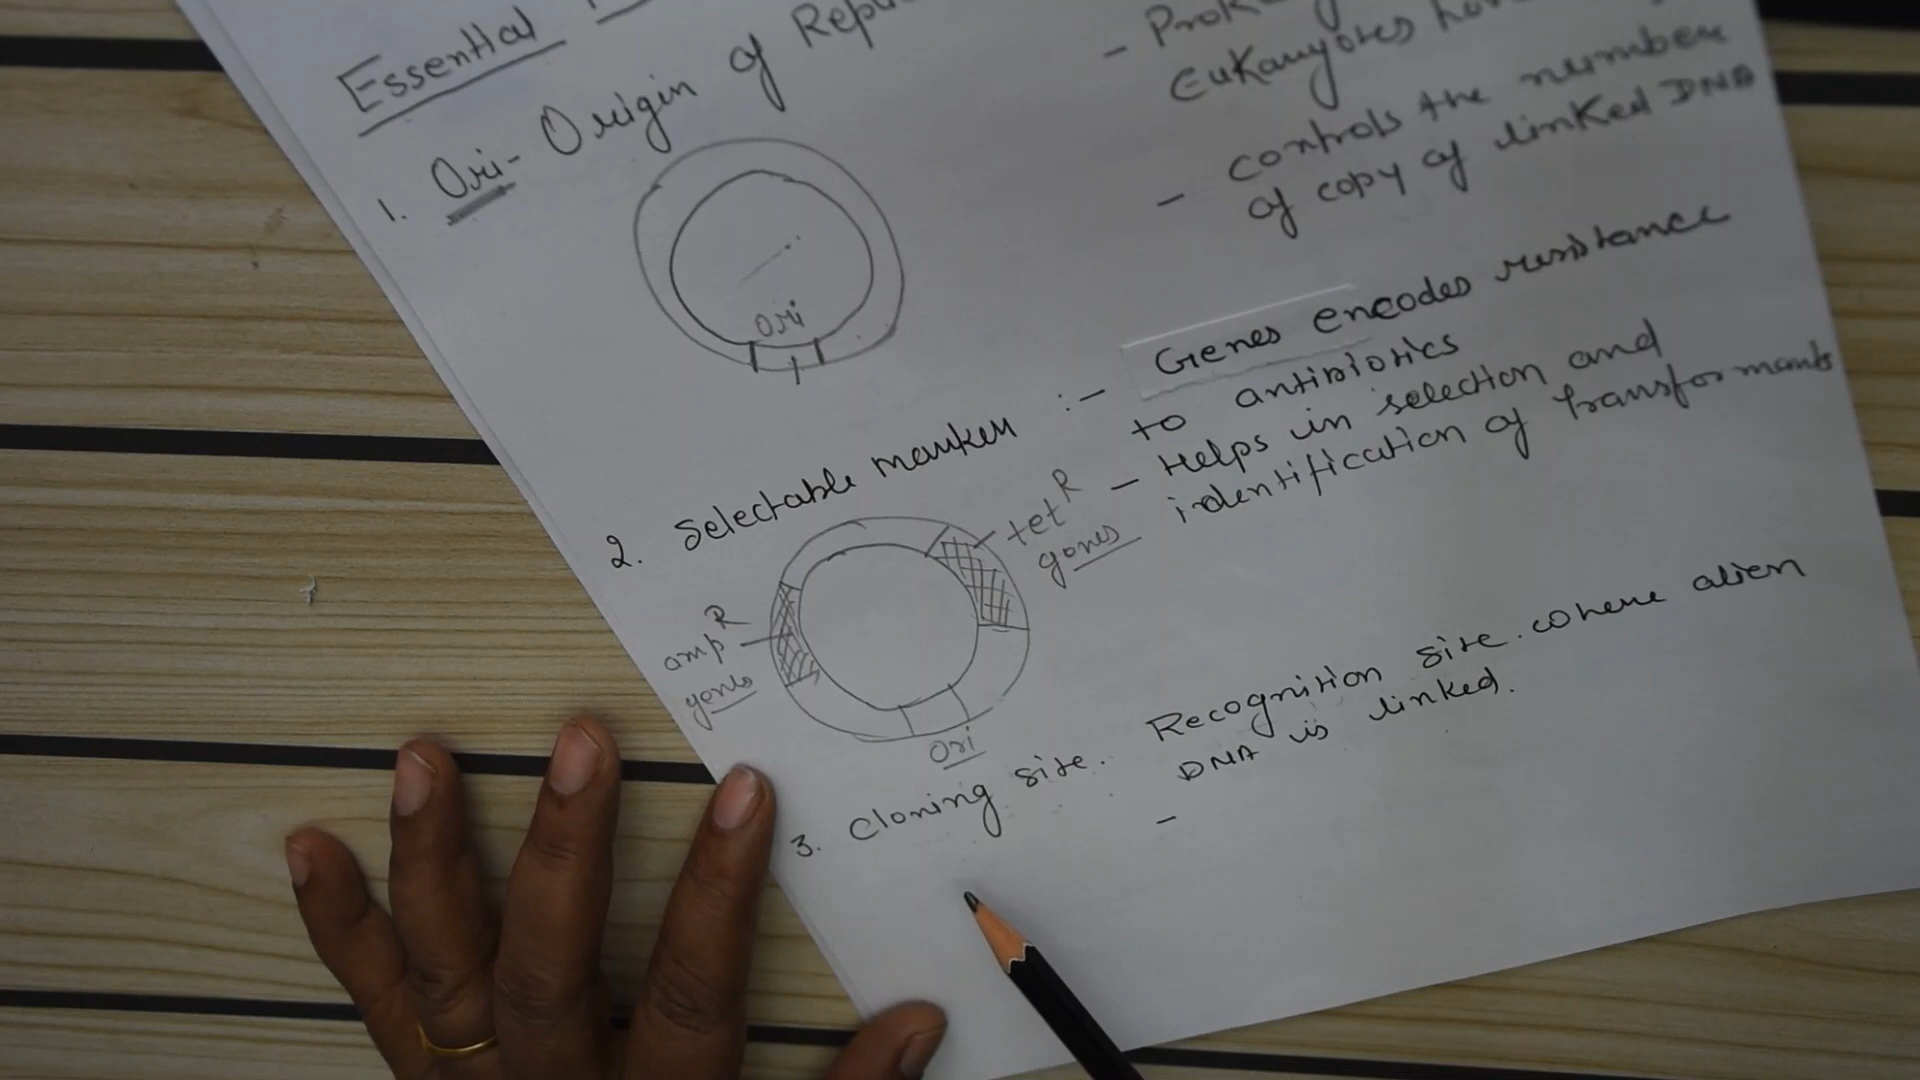 Essential
1. Ori- Origin of
Ori
-
Eukaryotes
- controls the number
of copy of linked DNA
2. Selectable marker :- Genes encodes resistance
to antibiotics
- Helps in selection and
identification of transformants
tetR
genes
ampR
genes
Ori
3. Cloning site. Recognition site. where alien
DNA is linked.
-